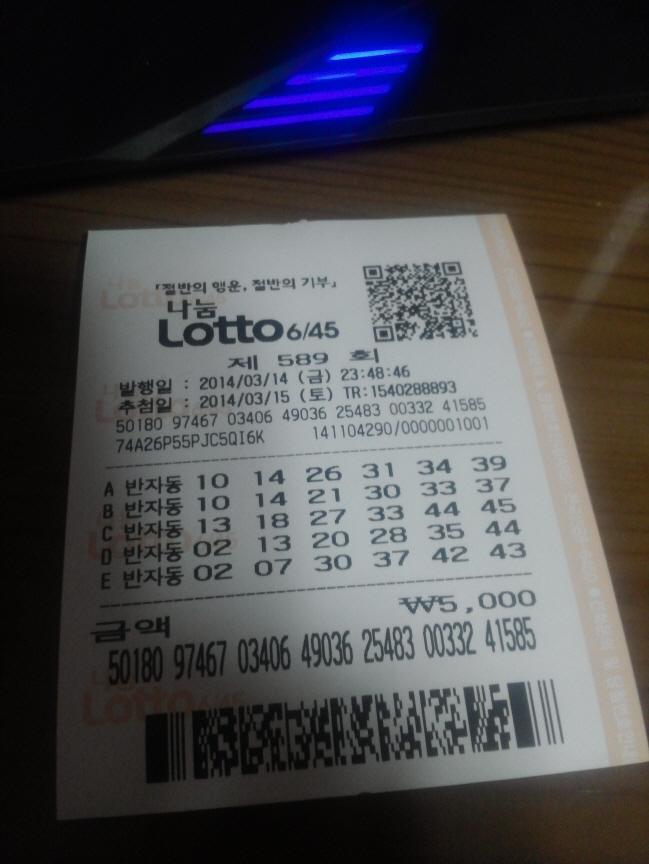 「절반의 행운, 절반의 기부」
나눔
Lotto 6/45
제 589 회
발행일 : 2014/03/14 (금) 23:48:46
추첨일 : 2014/03/15 (토) TR:1540288893
50180 97467 03406 49036 25483 00332 41585
74A26P55PJC5QI6K 141104290/0000001001
A 반자동 10 14 26 31 34 39
B 반자동 10 14 21 30 33 37
C 반자동 13 18 27 33 44 45
D 반자동 02 13 20 28 35 44
E 반자동 02 07 30 37 42 43
금액 ₩5,000
50180 97467 03406 49036 25483 00332 41585